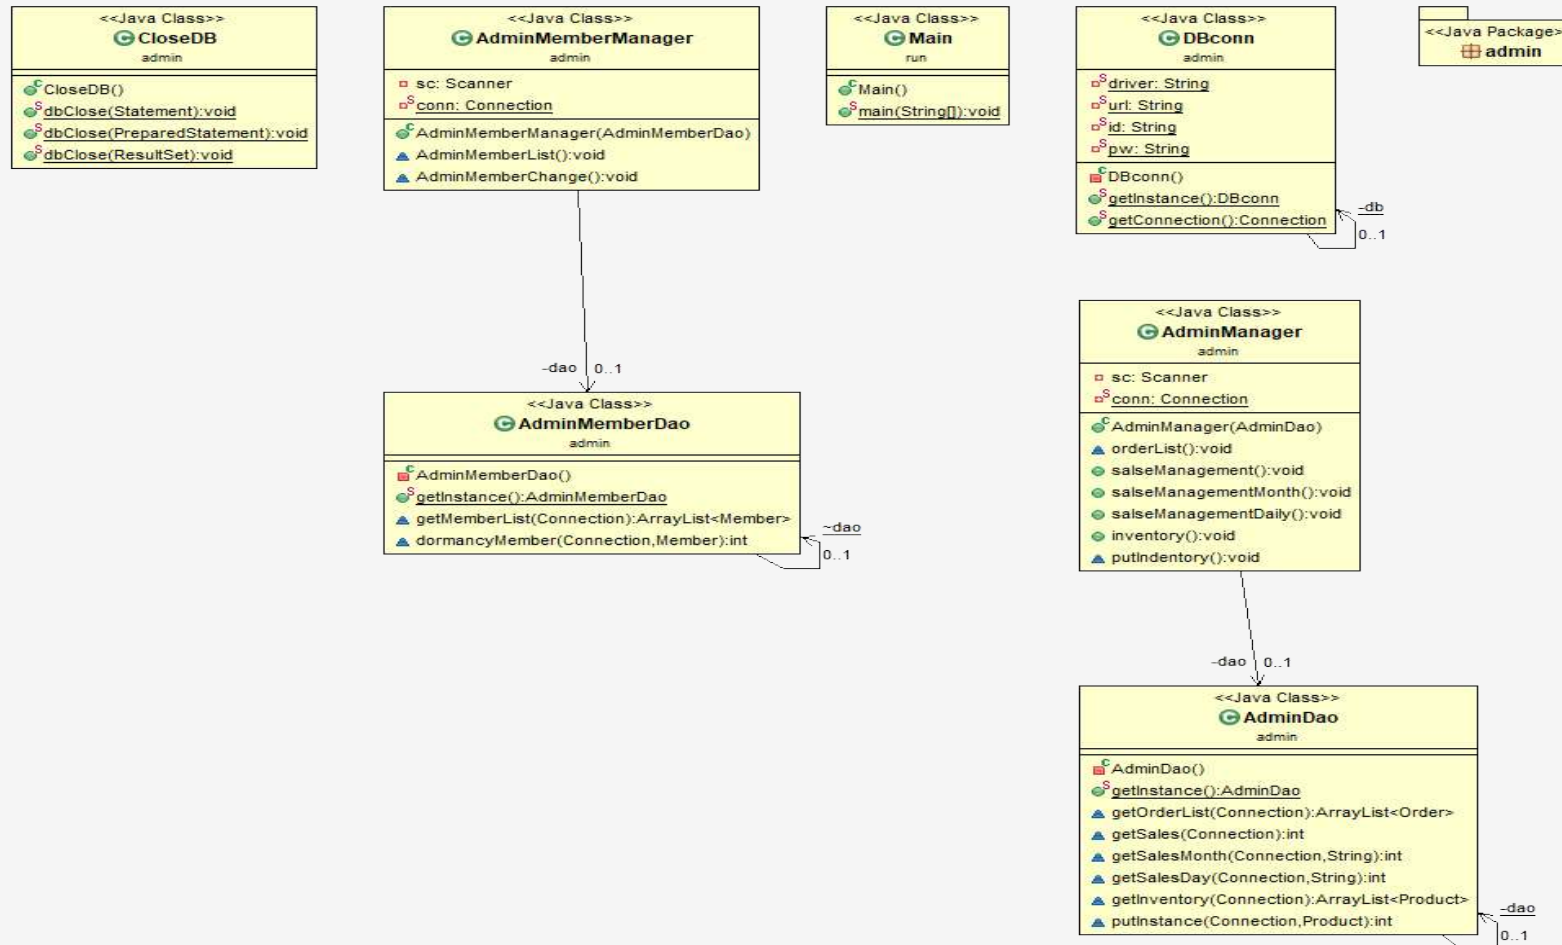 <<Java Class>>
CloseDB
admin
CloseDB()
dbClose(Statement):void
dbClose(PreparedStatement):void
dbClose(ResultSet):void
<<Java Class>>
AdminMemberManager
admin
sc: Scanner
conn: Connection
AdminMemberManager(AdminMemberDao)
AdminMemberList():void
AdminMemberChange():void
<<Java Class>>
Main
run
Main()
main(String[]):void
<<Java Class>>
DBconn
admin
driver: String
url: String
id: String
pw: String
DBconn()
getInstance():DBconn
getConnection():Connection
-db
0..1
<<Java Package>
admin
-dao 0..1
<<Java Class>>
AdminMemberDao
admin
AdminMemberDao()
getInstance():AdminMemberDao
getMemberList(Connection):ArrayList<Member>
dormancyMember(Connection,Member):int
~dao
0..1
<<Java Class>>
AdminManager
admin
sc: Scanner
conn: Connection
AdminManager(AdminDao)
orderList():void
salseManagement():void
salseManagementMonth():void
salseManagementDaily():void
inventory():void
putIndentory():void
-dao 0..1
<<Java Class>>
AdminDao
admin
AdminDao()
getInstance():AdminDao
getOrderList(Connection):ArrayList<Order>
getSales(Connection):int
getSalesMonth(Connection,String):int
getSalesDay(Connection,String):int
getInventory(Connection):ArrayList<Product>
putInstance(Connection,Product):int
-dao
0..1